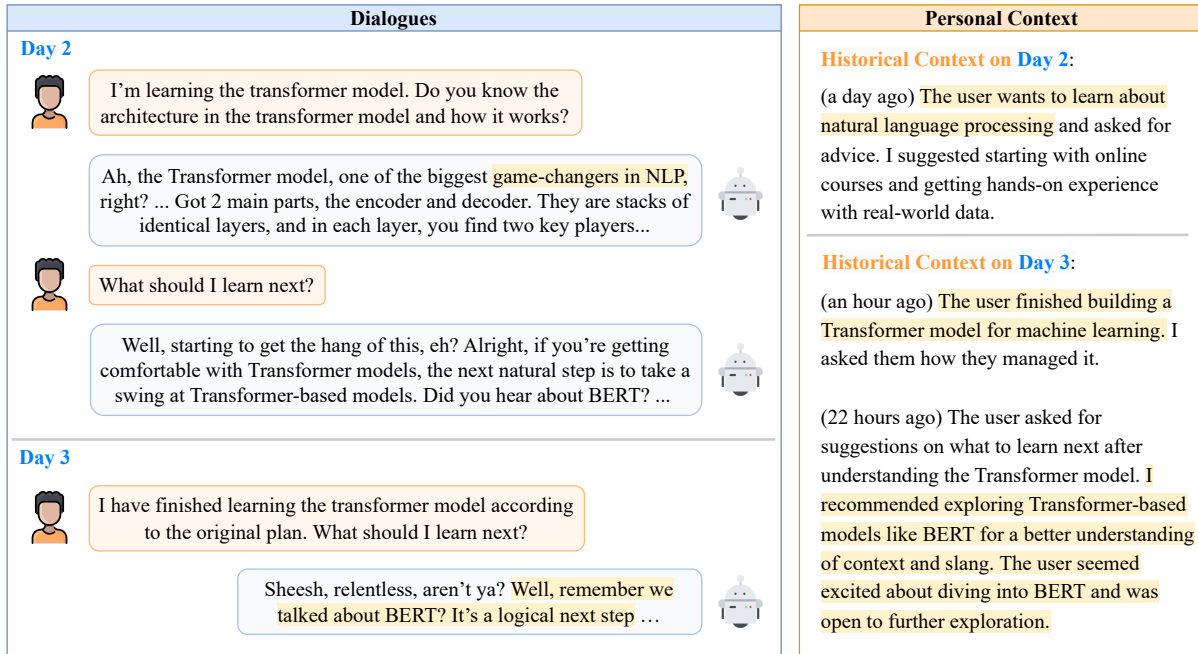 Dialogues
Day 2
I'm learning the transformer model. Do you know the
architecture in the transformer model and how it works?
Ah, the Transformer model, one of the biggest game-changers in NLP,
right? ... Got 2 main parts, the encoder and decoder. They are stacks of
identical layers, and in each layer, you find two key players...
What should I learn next?
Well, starting to get the hang of this, eh? Alright, if you're getting
comfortable with Transformer models, the next natural step is to take a
swing at Transformer-based models. Did you hear about BERT? ...
Day 3
I have finished learning the transformer model according
to the original plan. What should I learn next?
Sheesh, relentless, aren't ya? Well, remember we
talked about BERT? It's a logical next step …
Personal Context
Historical Context on Day 2:
(a day ago) The user wants to learn about
natural language processing and asked for
advice. I suggested starting with online
courses and getting hands-on experience
with real-world data.
Historical Context on Day 3:
(an hour ago) The user finished building a
Transformer model for machine learning. I
asked them how they managed it.
(22 hours ago) The user asked for
suggestions on what to learn next after
understanding the Transformer model. I
recommended exploring Transformer-based
models like BERT for a better understanding
of context and slang. The user seemed
excited about diving into BERT and was
open to further exploration.